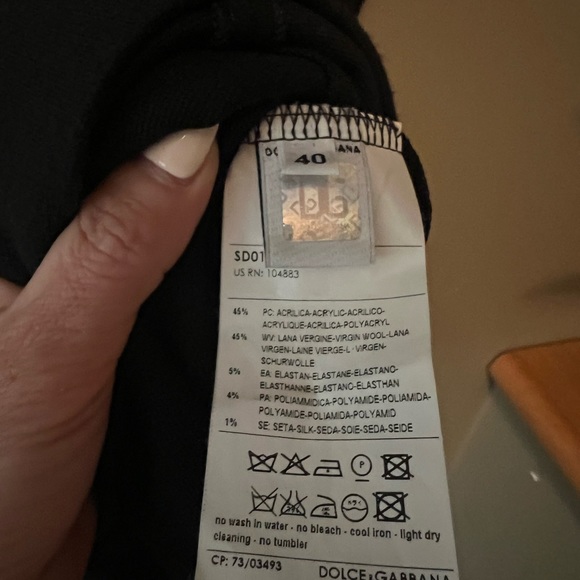 40
DG
SD01
US RN: 104883
45% PC: ACRILICA-ACRYLIC-ACRILICO-
ACRYLIQUE-ACRILICA-POLYACRYL
45% WV: LANA VERGINE-VIRGIN WOOL-LANA
VIRGEN-LAINE VIERGE-L·VIRGEN-
SCHURWOLLE
5% EA: ELASTAN-ELASTANE-ELASTANO-
ELASTHANNE-ELASTANO-ELASTHAN
4% PA: POLIAMMIDICA-POLYAMIDE-POLIAMIDA-
POLYAMIDE-POLIAMIDA-POLYAMID
1% SE: SETA-SILK-SEDA-SOIE-SEDA-SEIDE
P
no wash in water - no bleach - cool iron - light dry
cleaning - no tumbler
CP: 73/03493
DOLCE&GABBANA